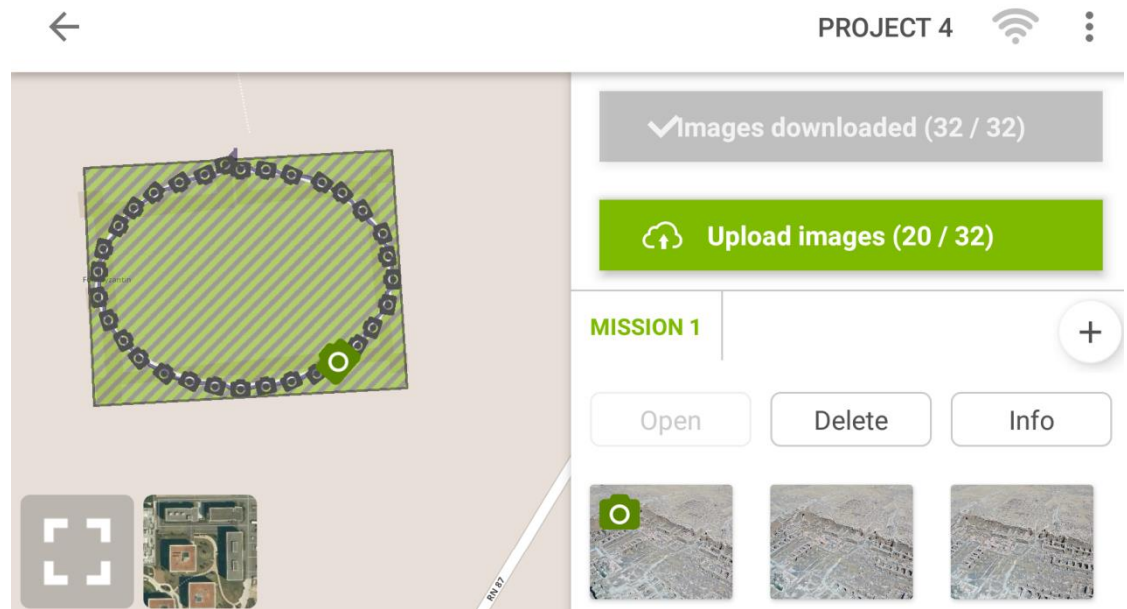 PROJECT 4
Images downloaded (32 / 32)
Upload images (20 / 32)
MISSION 1
Open
Delete
Info
RN 87